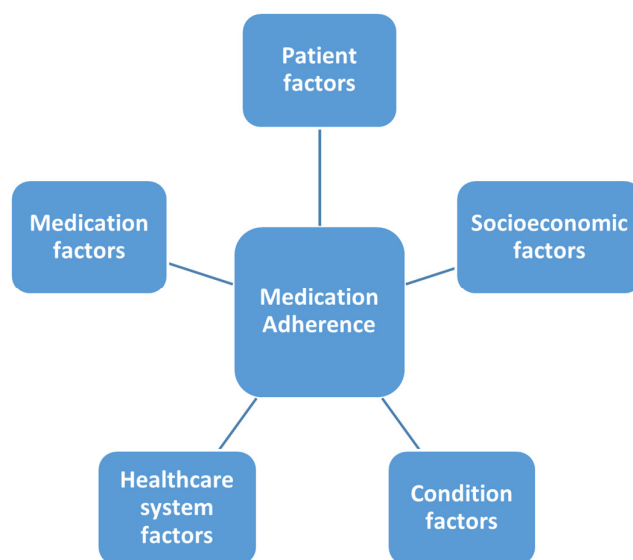 Patient
factors
Medication
factors
Socioeconomic
factors
Medication
Adherence
Healthcare
system
factors
Condition
factors